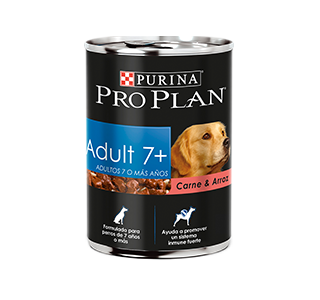 PURINA
PRO PLAN
Adult 7+
ADULTOS 7 O MÁS AÑOS
Carne & Arroz
Formulado para
perros de 7 años
o más
Ayuda a promover
un sistema
inmune fuerte